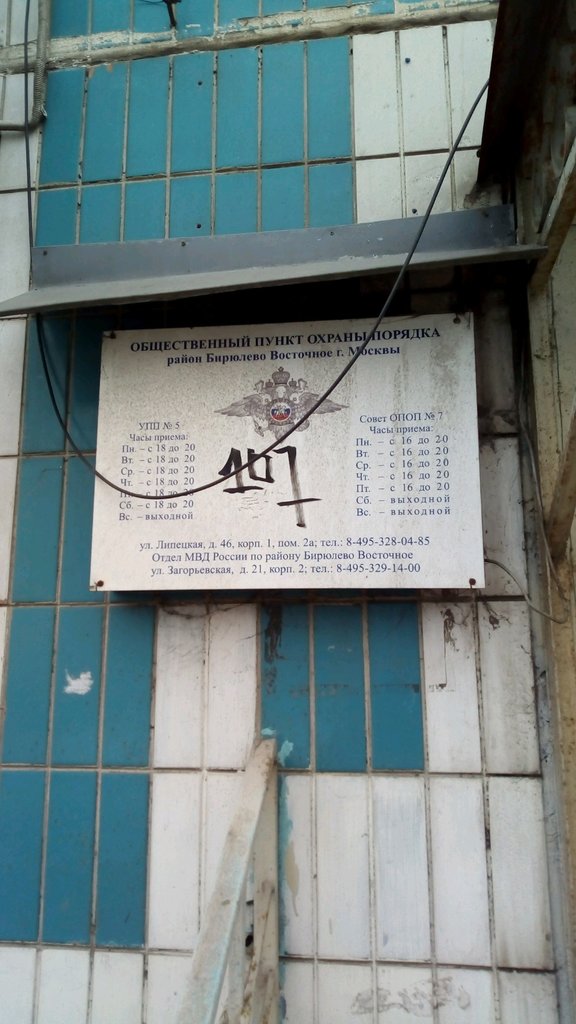 ОБЩЕСТВЕННЫЙ ПУНКТ ОХРАНЫ ПОРЯДКА
район Бирюлево Восточное г. Москвы
УПП № 5
Часы приема:
Пн. – с 18 до 20
Вт. – с 18 до 20
Ср. – с 18 до 20
Чт. – с 18 до 20
Пт. – с 18 до 20
Сб. – с 18 до 20
Вс. – выходной
107
Совет ОПОП № 7
Часы приема:
Пн. – с 16 до 20
Вт. – с 16 до 20
Ср. – с 16 до 20
Чт. – с 16 до 20
Пт. – с 16 до 20
Сб. – выходной
Вс. – выходной
ул. Липецкая, д. 46, корп. 1, пом. 2а; тел.: 8-495-328-04-85
Отдел МВД России по району Бирюлево Восточное
ул. Загорьевская, д. 21, корп. 2; тел.: 8-495-329-14-00